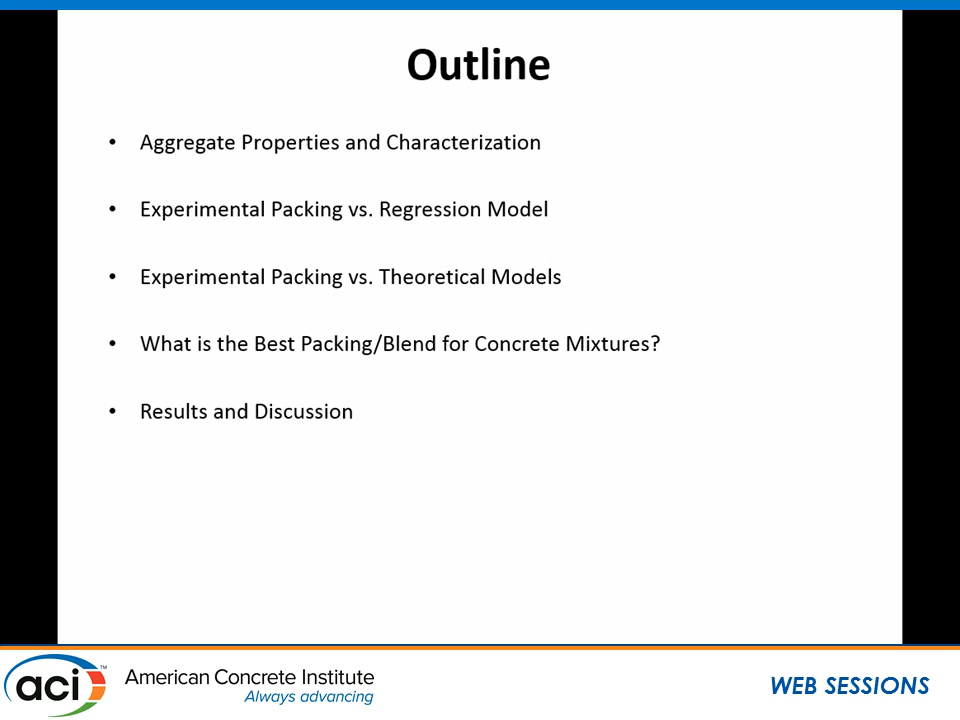 Outline
• Aggregate Properties and Characterization
• Experimental Packing vs. Regression Model
• Experimental Packing vs. Theoretical Models
• What is the Best Packing/Blend for Concrete Mixtures?
• Results and Discussion
aci™
American Concrete Institute
Always advancing
WEB SESSIONS